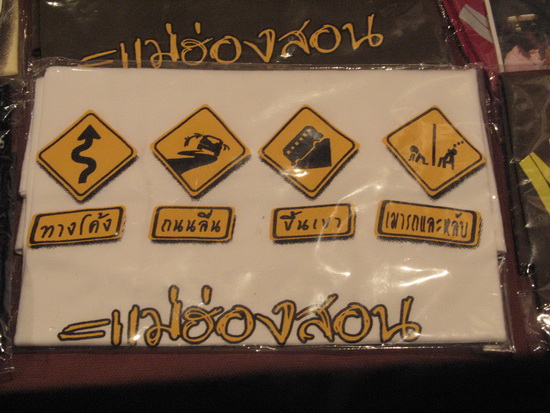 =แม่ฮ่องสอน
ทางโค้ง
ถนนลื่น
ขึ้นเขา
เมารถและหลับ
=แม่ฮ่องสอน